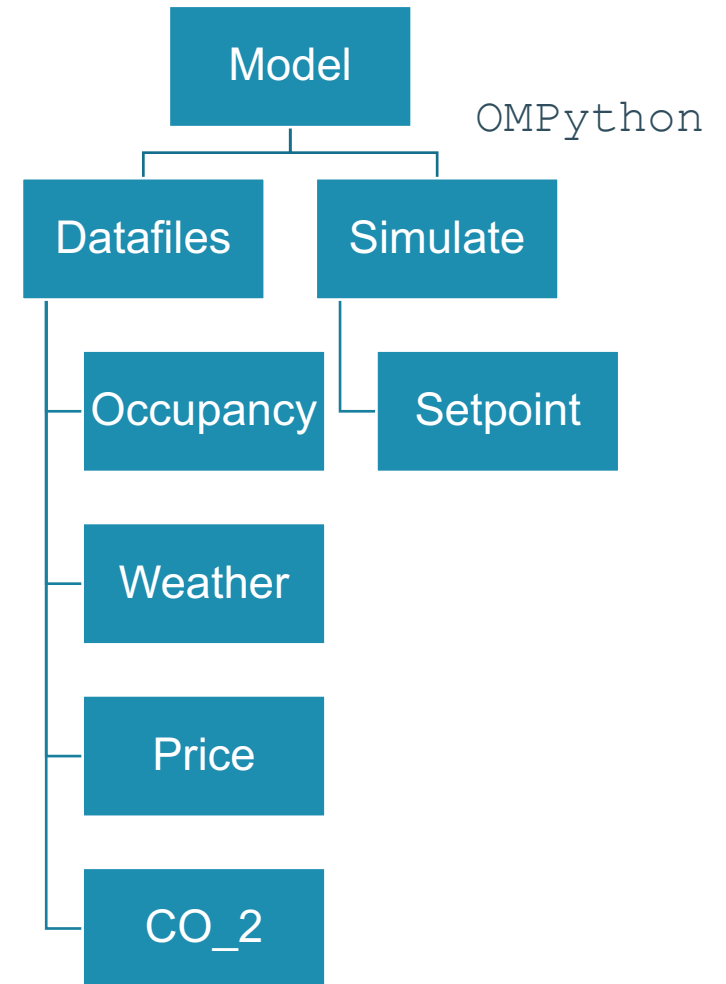 Model
OMPython
Datafiles
Simulate
Occupancy
Setpoint
Weather
Price
CO_2